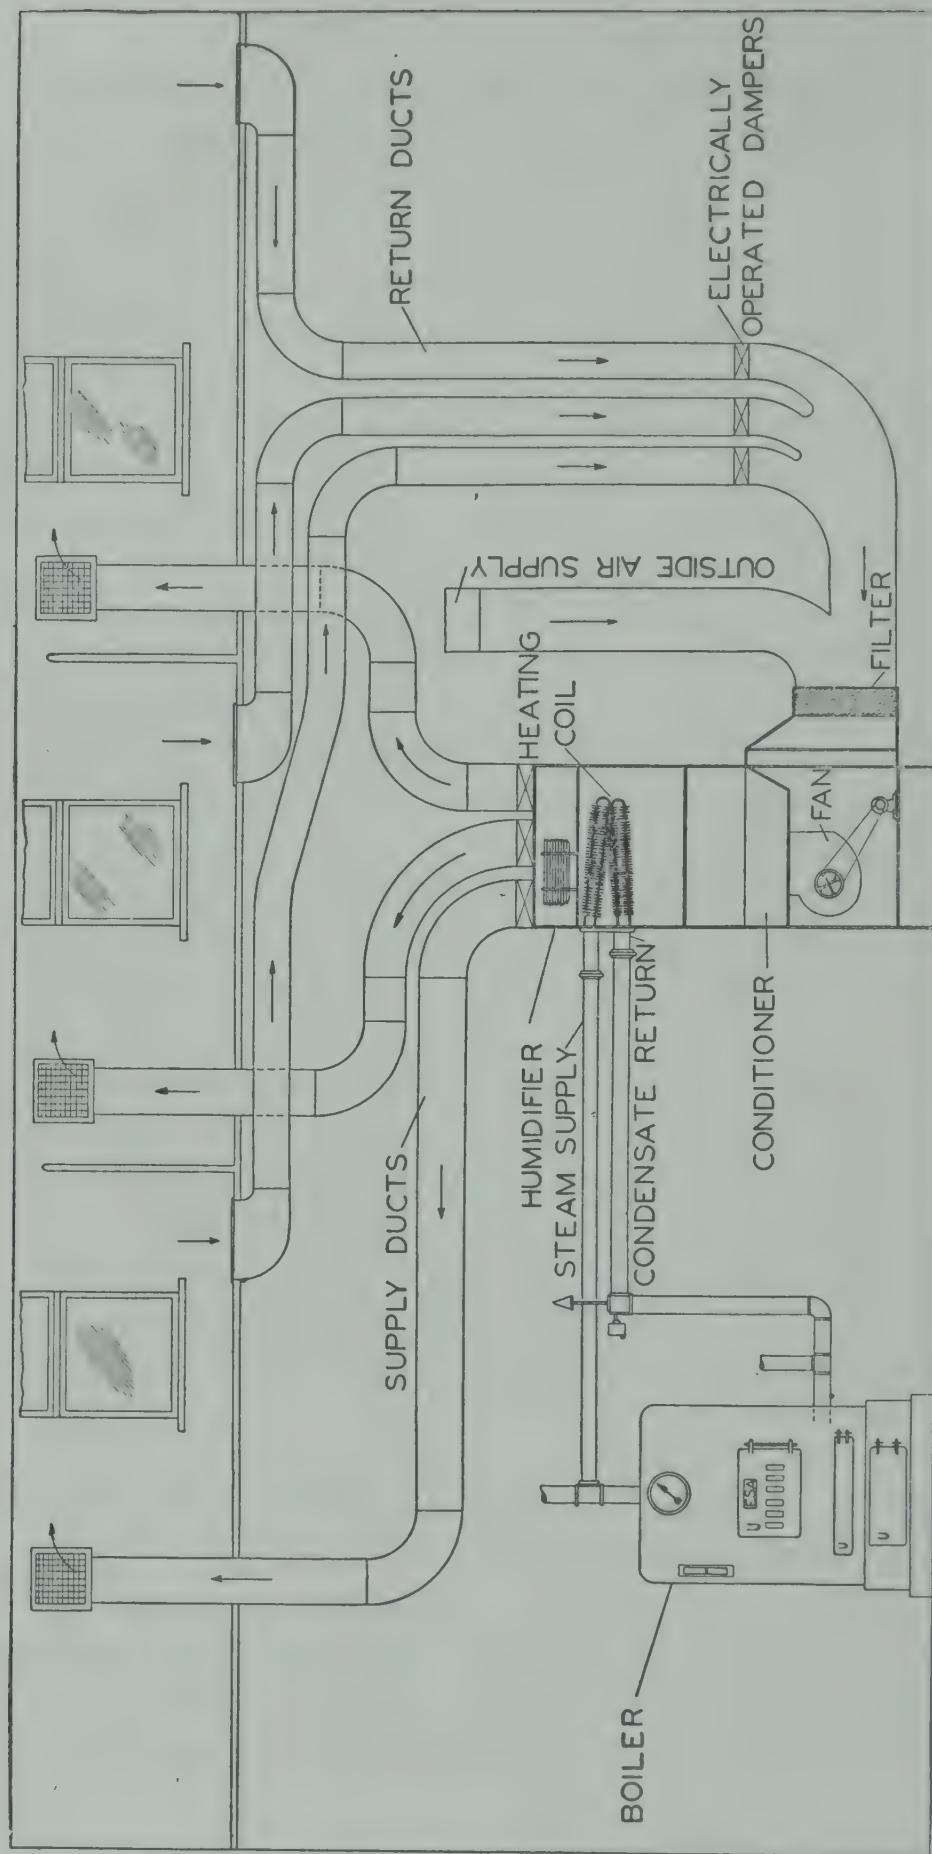 RETURN DUCTS
ELECTRICALLY
OPERATED DAMPERS
OUTSIDE AIR SUPPLY
HEATING
COIL
FILTER
FAN
SUPPLY DUCTS
HUMIDIFIER
STEAM SUPPLY
CONDENSATE RETURN
CONDITIONER
BOILER
ESA